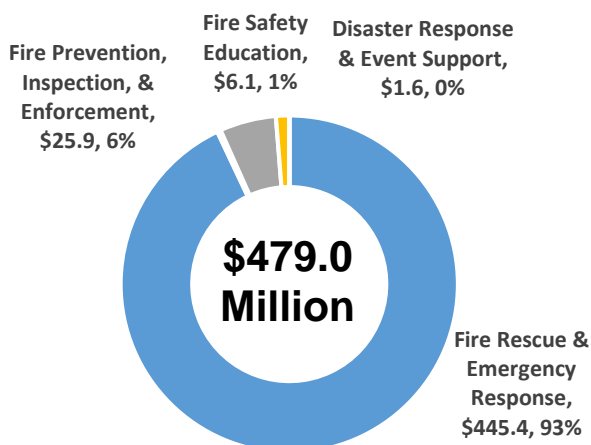 Fire Safety
Education,
$6.1, 1%
Disaster Response
& Event Support,
$1.6, 0%
Fire Prevention,
Inspection, &
Enforcement,
$25.9, 6%
$479.0
Million
Fire Rescue &
Emergency
Response,
$445.4, 93%